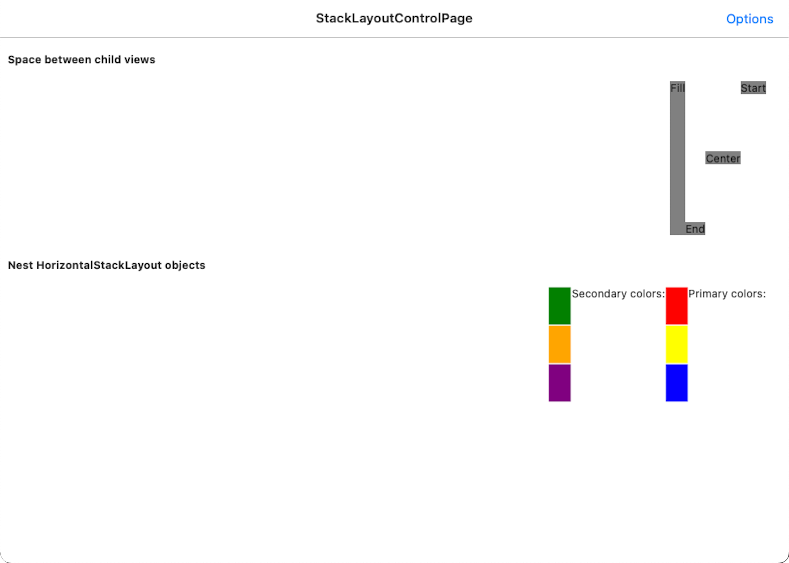 StackLayoutControlPage
Options
Space between child views
Fill
Start
Center
End
Nest HorizontalStackLayout objects
Secondary colors:
Primary colors: